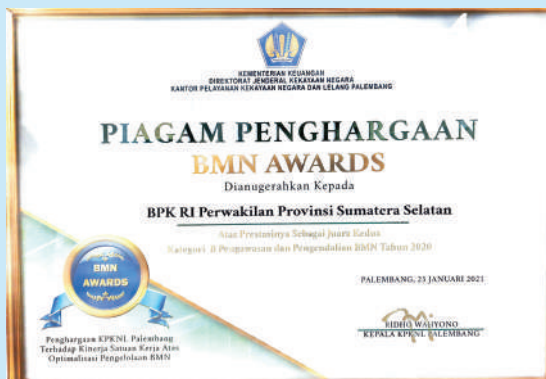 KEMENTERIAN KEUANGAN
DIREKTORAT JENDERAL KEKAYAAN NEGARA
KANTOR PELAYANAN KEKAYAAN NEGARA DAN LELANG PALEMBANG
PIAGAM PENGHARGAAN
BMN AWARDS
Dianugerahkan Kepada
BPK RI Perwakilan Provinsi Sumatera Selatan
Atas Prestasinya Sebagai Juara Kedua
Kategori II Pengawasan dan Pengendalian BMN Tahun 2020
BMN
AWARDS
PALEMBANG, 25 JANUARI 2021
RIDHO WAHYONO
KEPALA KPKNL PALEMBANG
Penghargaan KPKNL Palembang
Terhadap Kinerja Satuan Kerja Atas
Optimalisasi Pengelolaan BMN